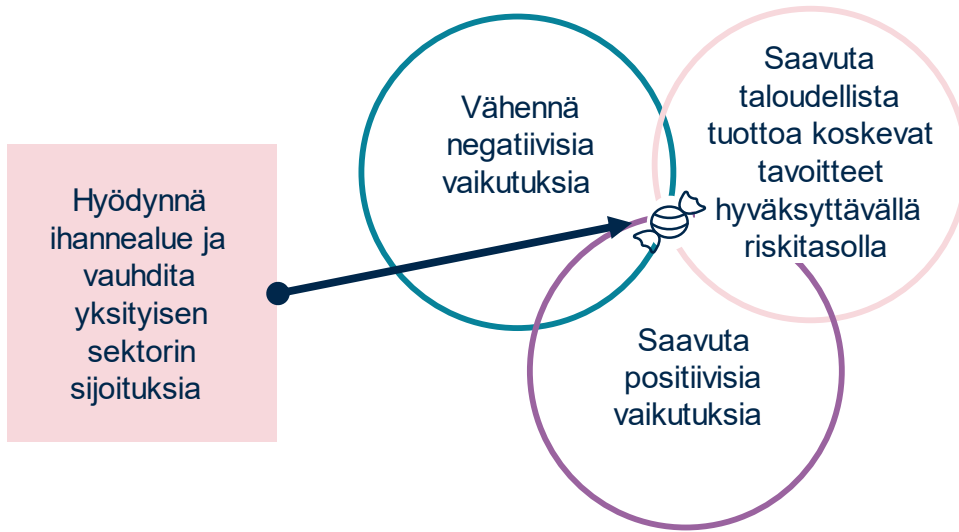 Hyödynnä
ihannealue ja
vauhdita
yksityisen
sektorin
sijoituksia
Vähennä
negatiivisia
vaikutuksia
Saavuta
taloudellista
tuottoa koskevat
tavoitteet
hyväksyttävällä
riskitasolla
Saavuta
positiivisia
vaikutuksia